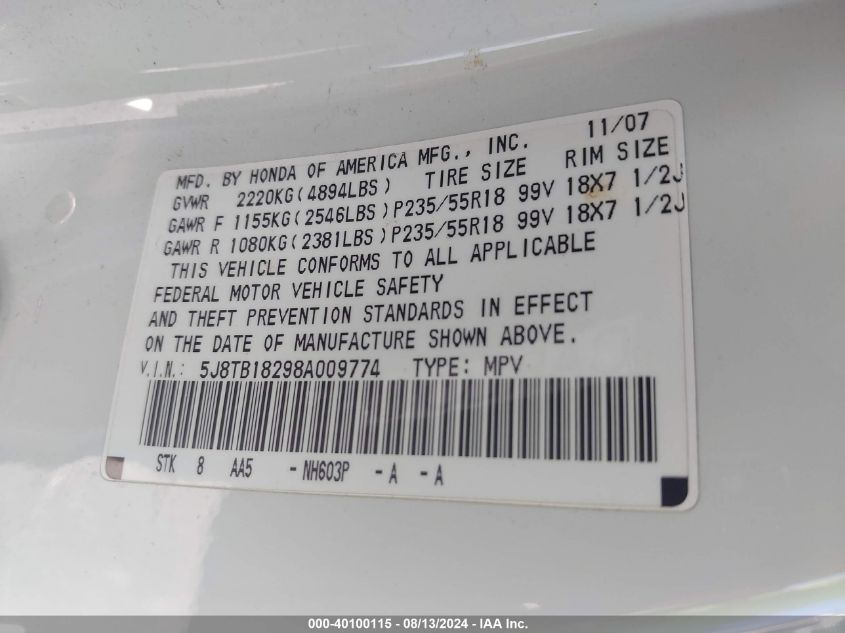 11/07
MFD. BY HONDA OF AMERICA MFG., INC.
GVWR 2220KG(4894LBS) TIRE SIZE RIM SIZE
GAWR F 1155KG(2546LBS)P235/55R18 99V 18X7 1/2J
GAWR R 1080KG(2381LBS)P235/55R18 99V 18X7 1/2J
THIS VEHICLE CONFORMS TO ALL APPLICABLE
FEDERAL MOTOR VEHICLE SAFETY
AND THEFT PREVENTION STANDARDS IN EFFECT
ON THE DATE OF MANUFACTURE SHOWN ABOVE.
V.I.N.: 5J8TB18298A009774 TYPE: MPV
STK 8 AA5 -NH603P -A -A
000-40100115 - 08/13/2024 - IAA Inc.